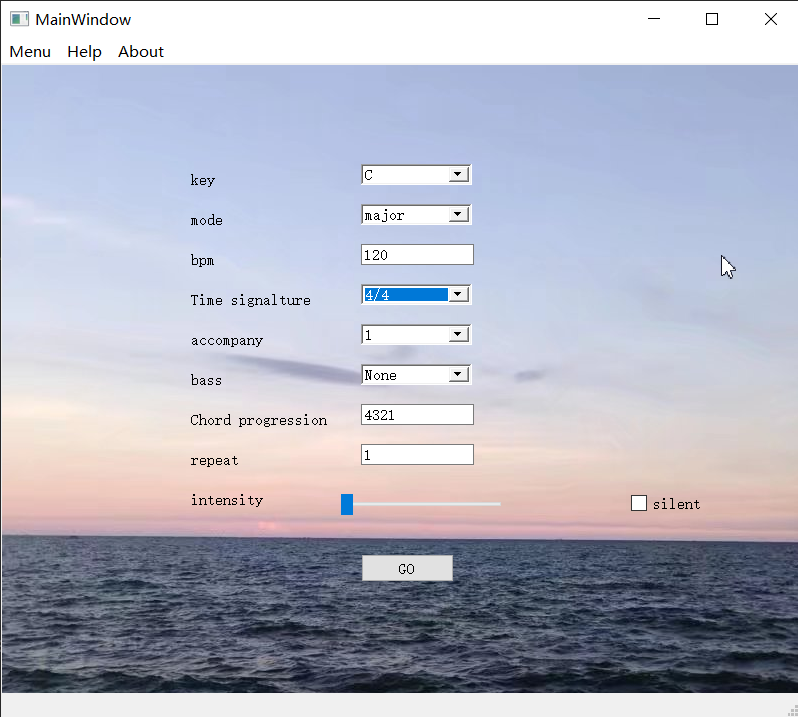 MainWindow
Menu Help About
key C
mode major
bpm 120
Time signalture 4/4
accompany 1
bass None
Chord progression 4321
repeat 1
intensity silent
GO